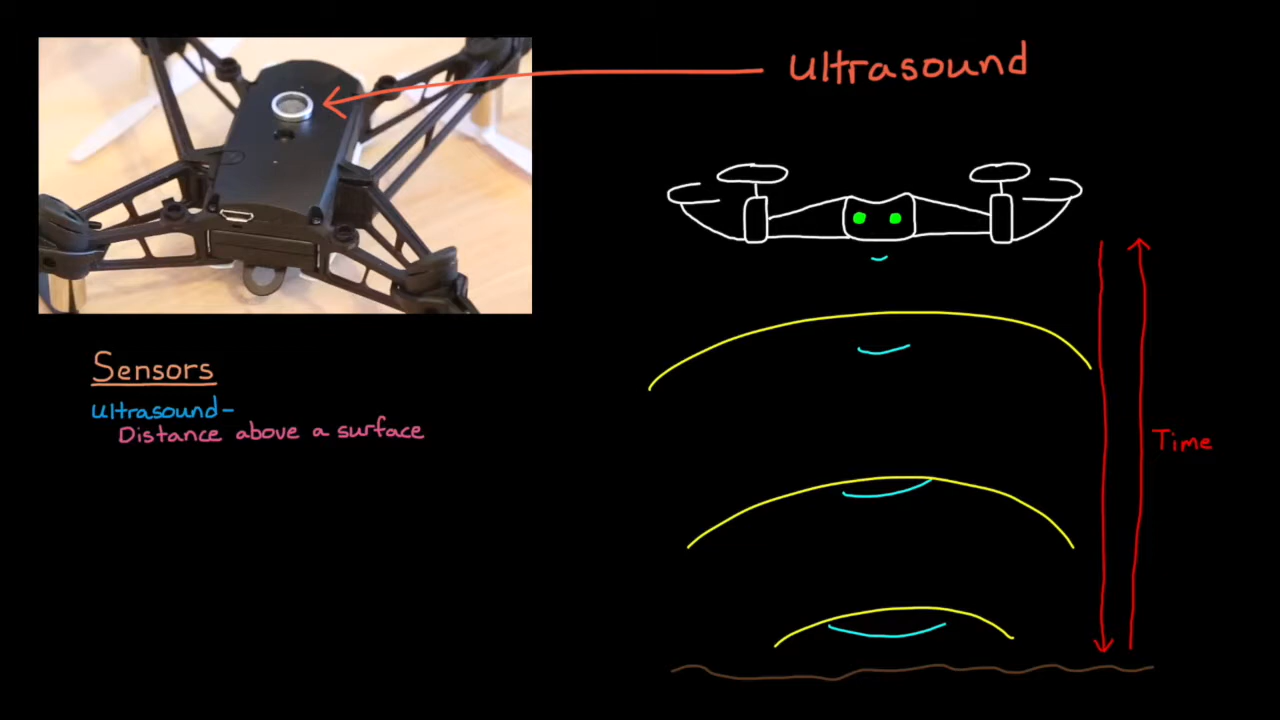 ultrasound
Sensors
ultrasound-
Distance above a surface
Time